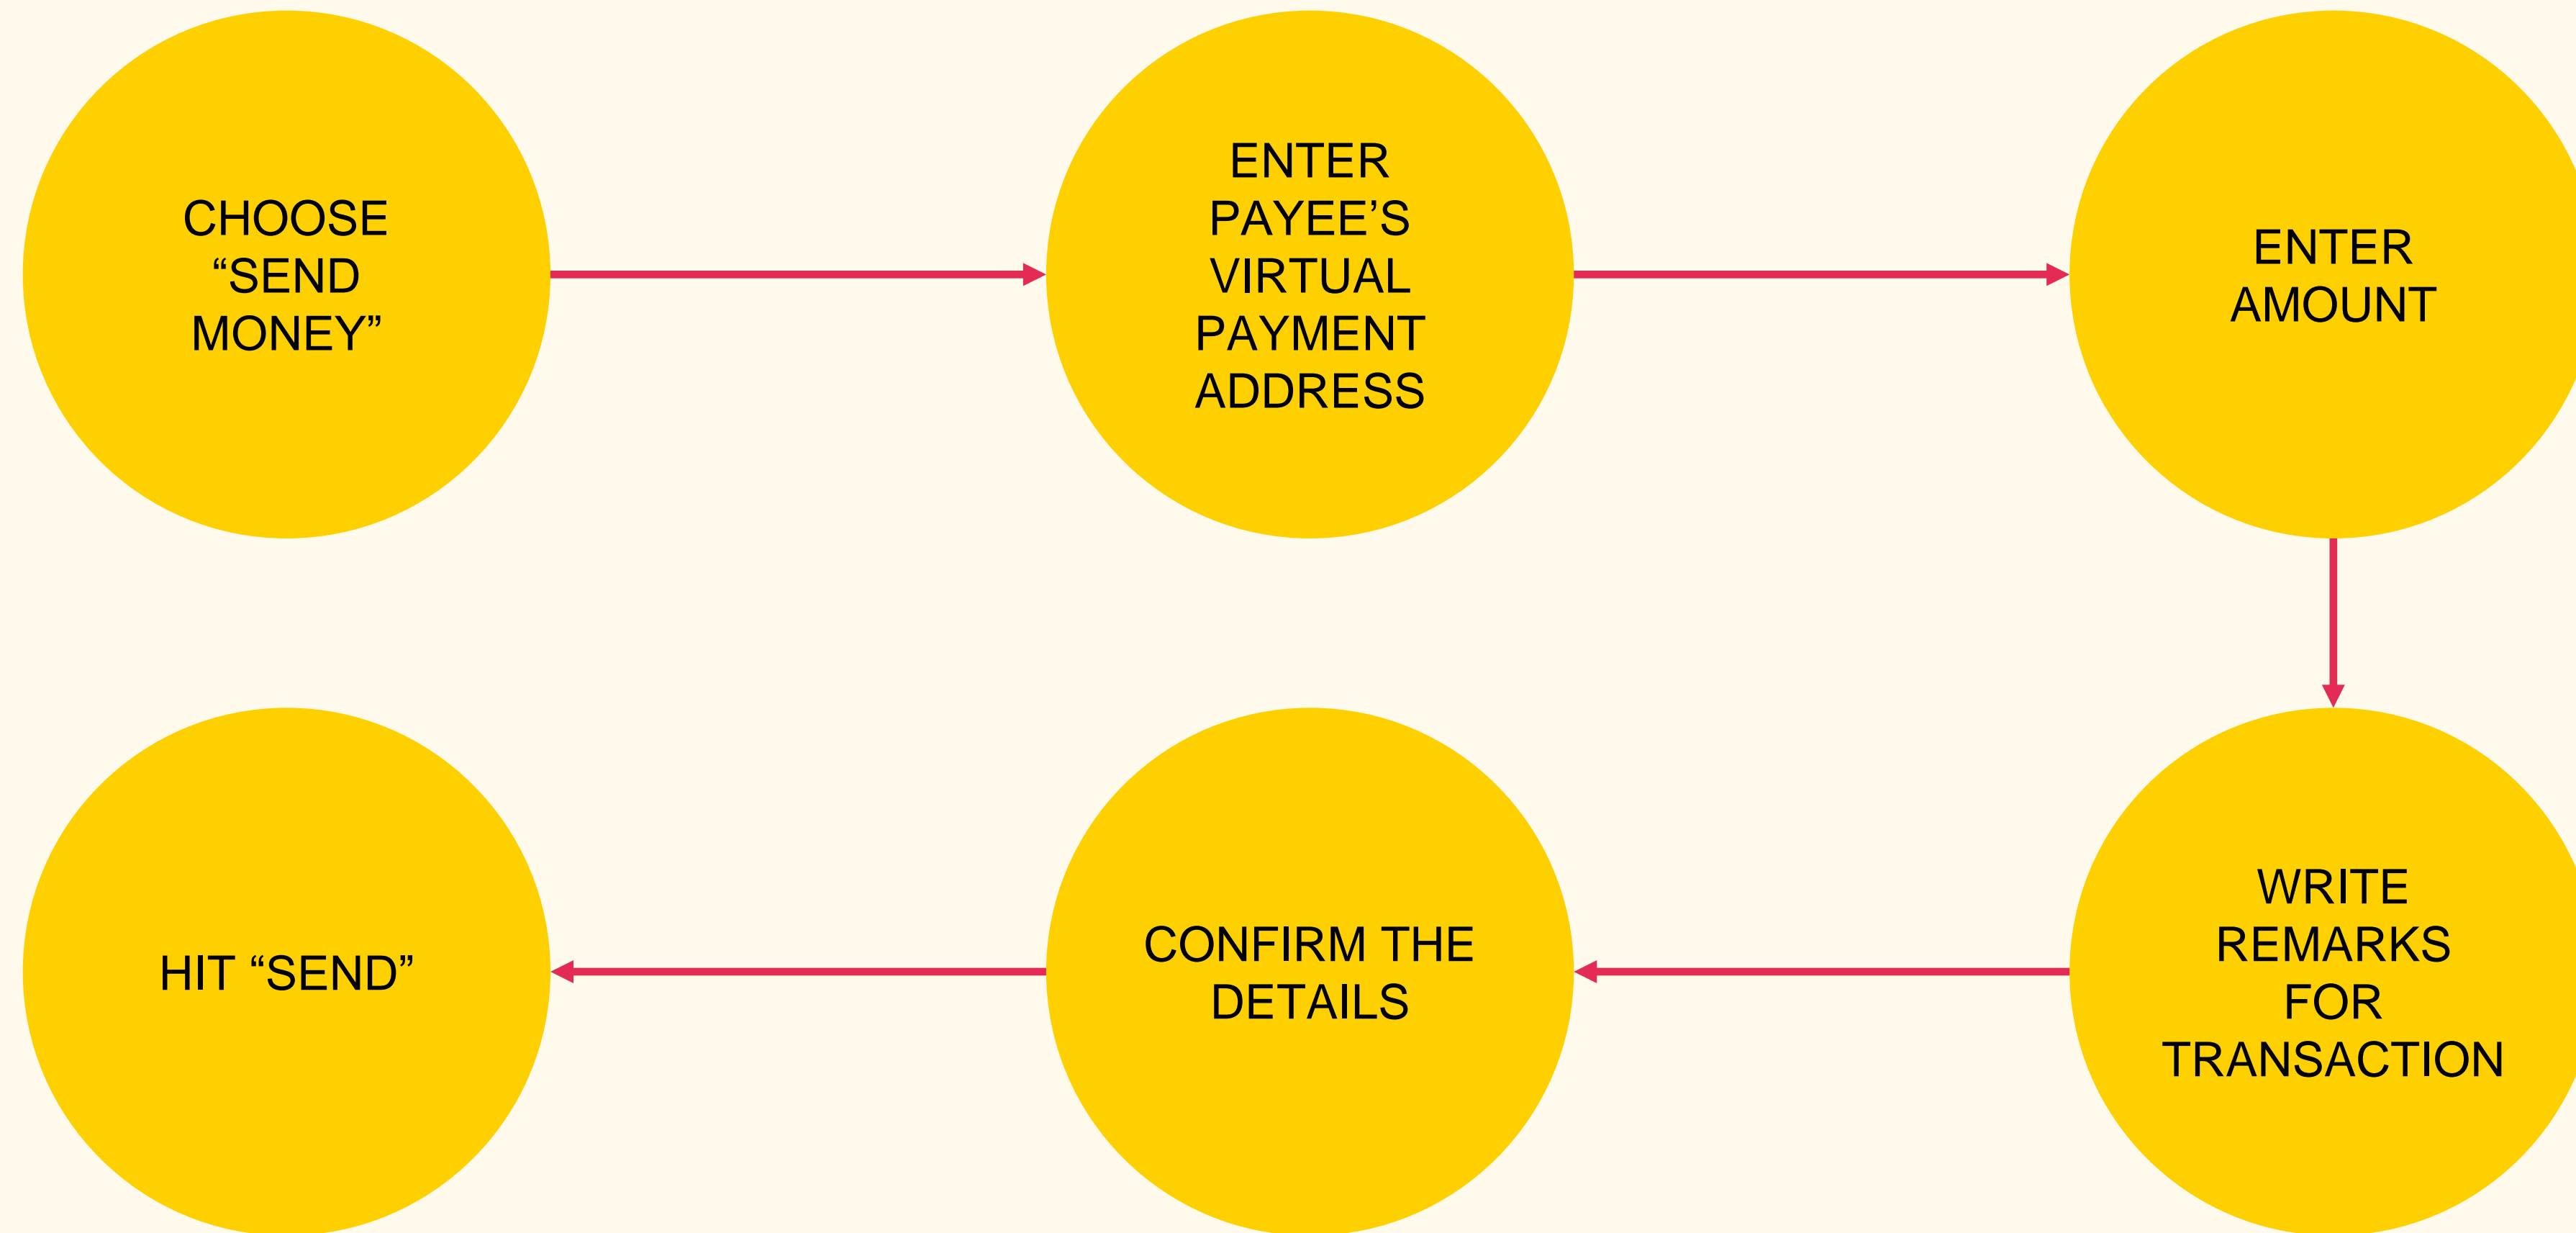 CHOOSE
“SEND
MONEY”
ENTER
PAYEE’S
VIRTUAL
PAYMENT
ADDRESS
ENTER
AMOUNT
WRITE
REMARKS
FOR
TRANSACTION
CONFIRM THE
DETAILS
HIT “SEND”